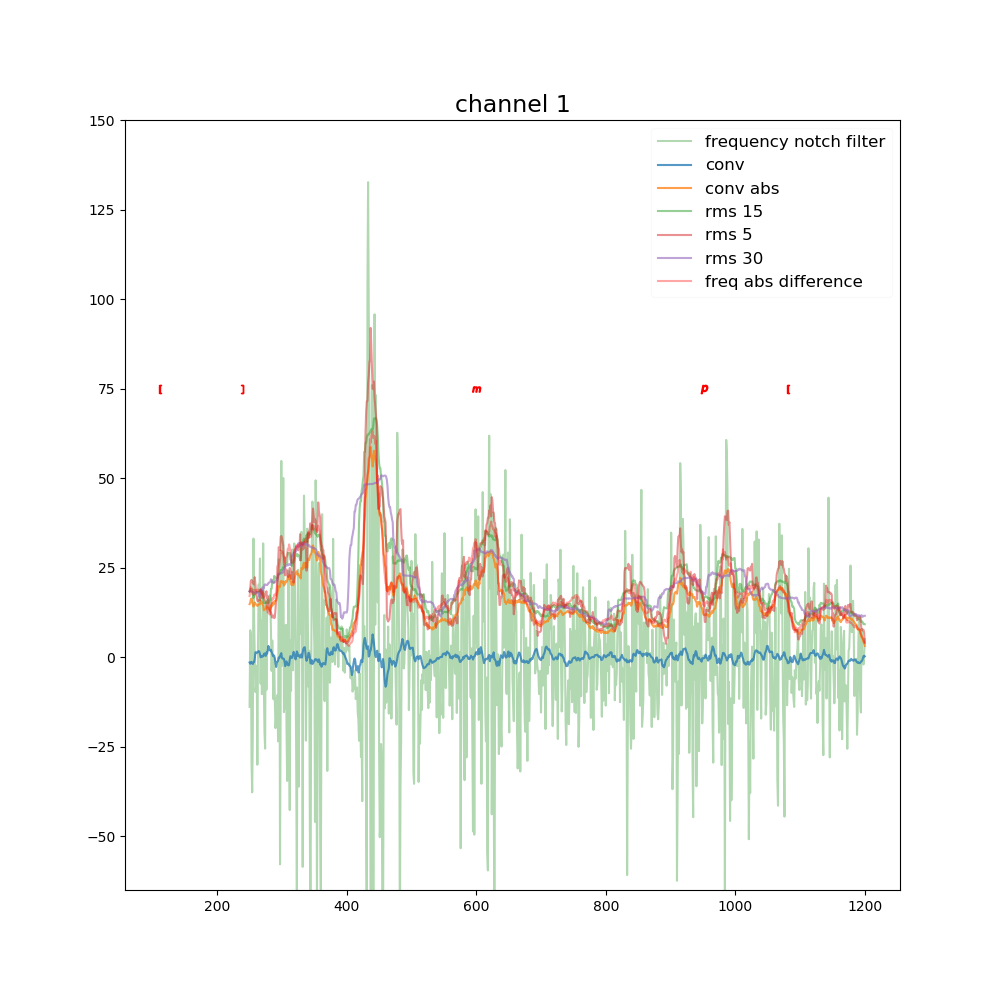 channel 1
150
125
100
75
50
25
0
−25
−50
frequency notch filter
conv
conv abs
rms 15
rms 5
rms 30
freq abs difference
[ ] m p [
200 400 600 800 1000 1200